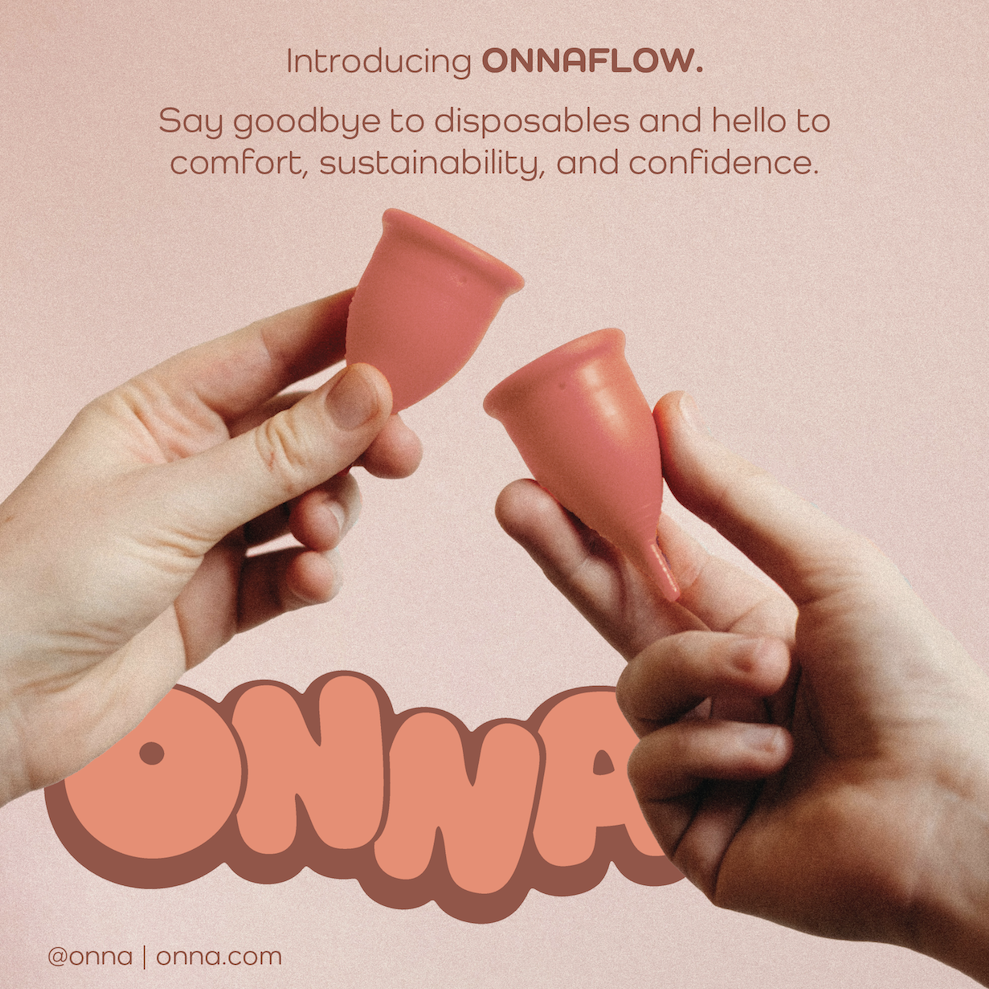 Introducing ONNAFLOW.
Say goodbye to disposables and hello to
comfort, sustainability, and confidence.
ONNA
@onna | onna.com